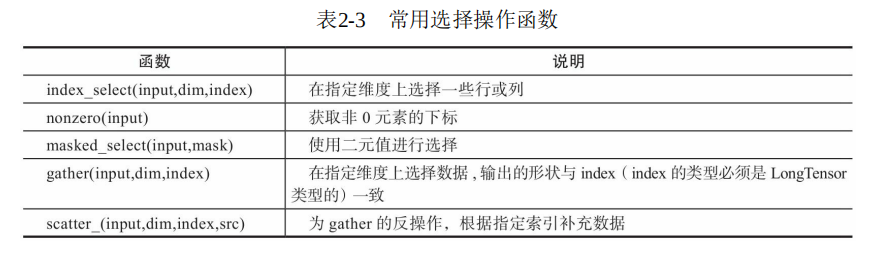 表2-3 常用选择操作函数
函数 说明
index_select(input,dim,index) 在指定维度上选择一些行或列
nonzero(input) 获取非 0 元素的下标
masked_select(input,mask) 使用二元值进行选择
gather(input,dim,index) 在指定维度上选择数据,输出的形状与 index（index 的类型必须是 LongTensor
类型的）一致
scatter_(input,dim,index,src) 为 gather 的反操作，根据指定索引补充数据